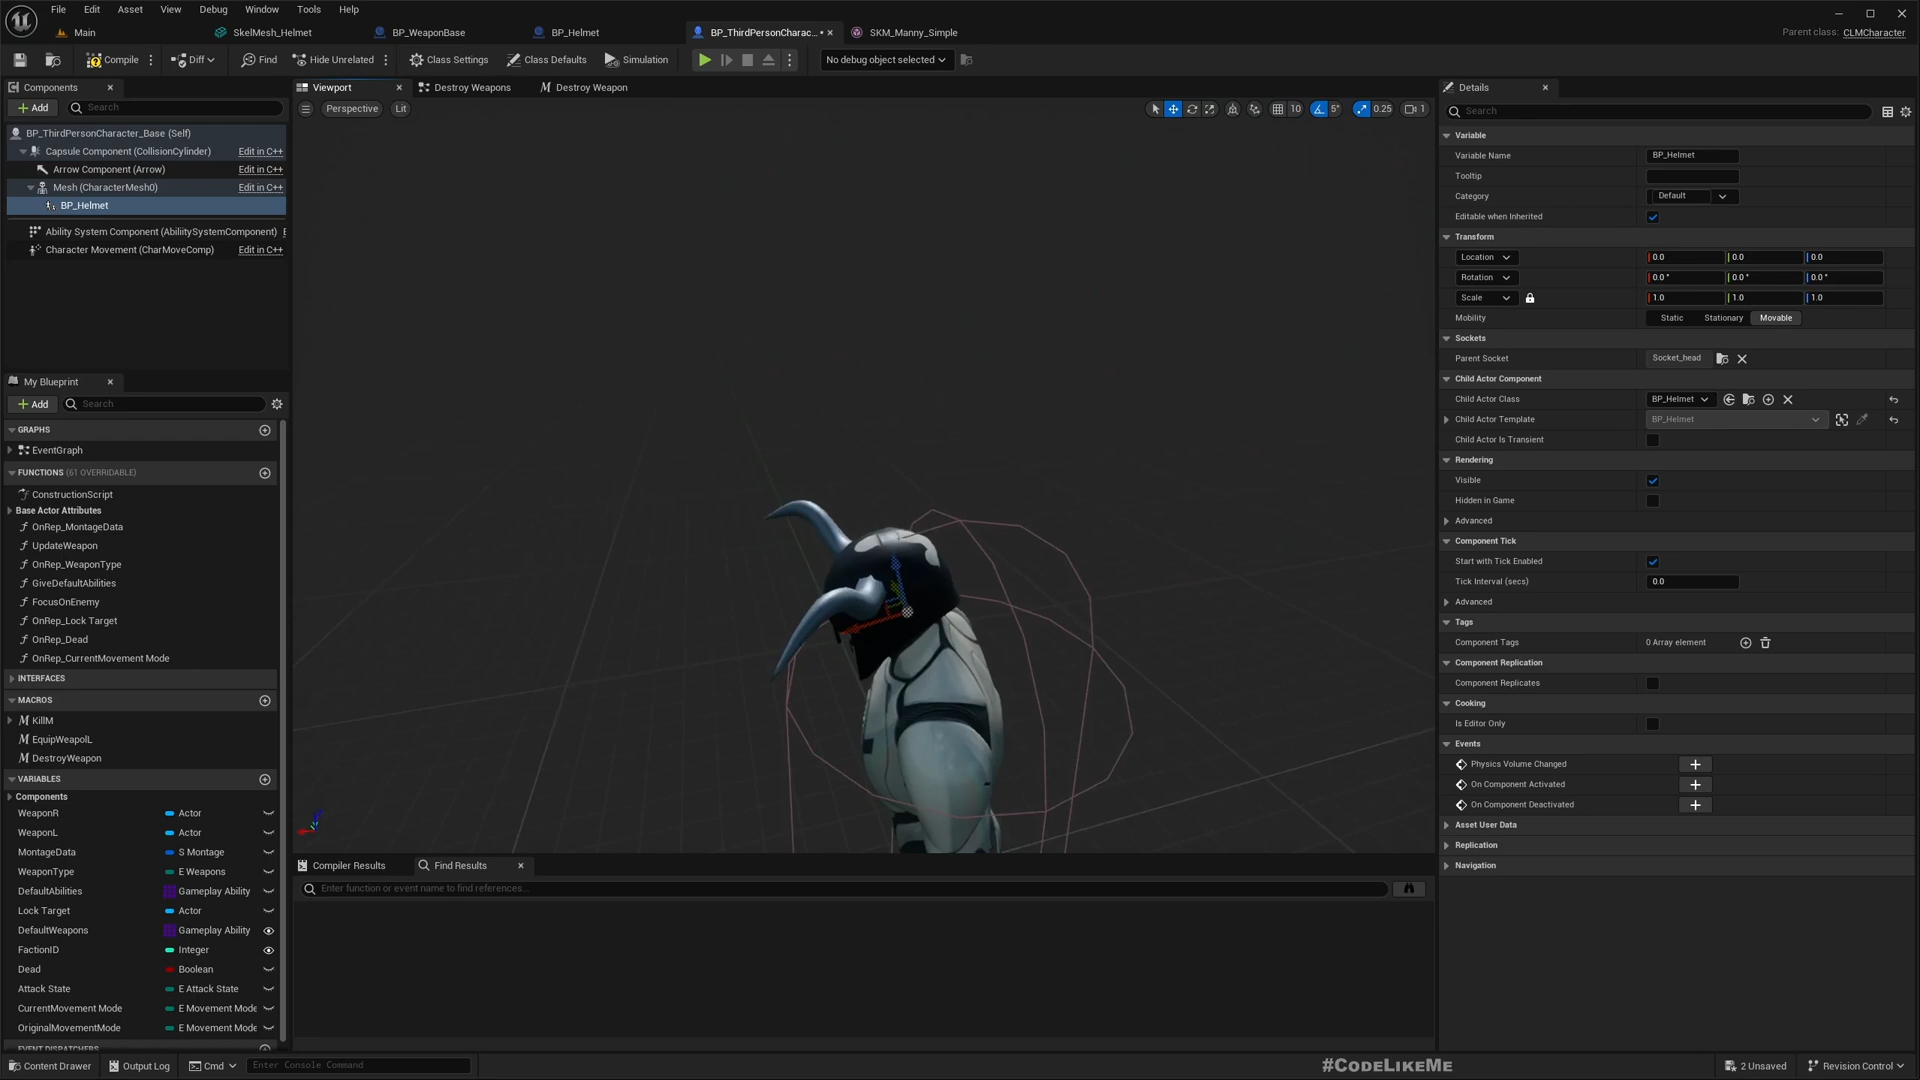 File Edit Asset View Debug Window Tools Help
Main SkelMesh_Helmet BP_WeaponBase BP_Helmet BP_ThirdPersonCharac... • SKM_Manny_Simple Parent class: CLMCharacter
Compile Diff Find Hide Unrelated Class Settings Class Defaults Simulation No debug object selected
Components
Add Search
BP_ThirdPersonCharacter_Base (Self)
Capsule Component (CollisionCylinder) Edit in C++
Arrow Component (Arrow) Edit in C++
Mesh (CharacterMesh0) Edit in C++
BP_Helmet
Ability System Component (AbilitySystemComponent) E
Character Movement (CharMoveComp) Edit in C++
My Blueprint
Add Search
GRAPHS
EventGraph
FUNCTIONS (61 OVERRIDABLE)
ConstructionScript
Base Actor Attributes
OnRep_MontageData
UpdateWeapon
OnRep_WeaponType
GiveDefaultAbilities
FocusOnEnemy
OnRep_Lock Target
OnRep_Dead
OnRep_CurrentMovement Mode
INTERFACES
MACROS
KillM
EquipWeapolL
DestroyWeapon
VARIABLES
Components
WeaponR Actor
WeaponL Actor
MontageData S Montage
WeaponType E Weapons
DefaultAbilities Gameplay Ability
Lock Target Actor
DefaultWeapons Gameplay Ability
FactionID Integer
Dead Boolean
Attack State E Attack State
CurrentMovement Mode E Movement Mode
OriginalMovementMode E Movement Mode
EVENT DISPATCHERS
Viewport Destroy Weapons Destroy Weapon
Perspective Lit 10 5° 0.25 1
Compiler Results Find Results
Enter function or event name to find references...
Details
Search
Variable
Variable Name BP_Helmet
Tooltip
Category Default
Editable when Inherited
Transform
Location 0.0 0.0 0.0
Rotation 0.0 ° 0.0 ° 0.0 °
Scale 1.0 1.0 1.0
Mobility Static Stationary Movable
Sockets
Parent Socket Socket_head
Child Actor Component
Child Actor Class BP_Helmet
Child Actor Template BP_Helmet
Child Actor Is Transient
Rendering
Visible
Hidden in Game
Advanced
Component Tick
Start with Tick Enabled
Tick Interval (secs) 0.0
Advanced
Tags
Component Tags 0 Array element
Component Replication
Component Replicates
Cooking
Is Editor Only
Events
Physics Volume Changed
On Component Activated
On Component Deactivated
Asset User Data
Replication
Navigation
Content Drawer Output Log Cmd Enter Console Command #CODELIKEME 2 Unsaved Revision Control